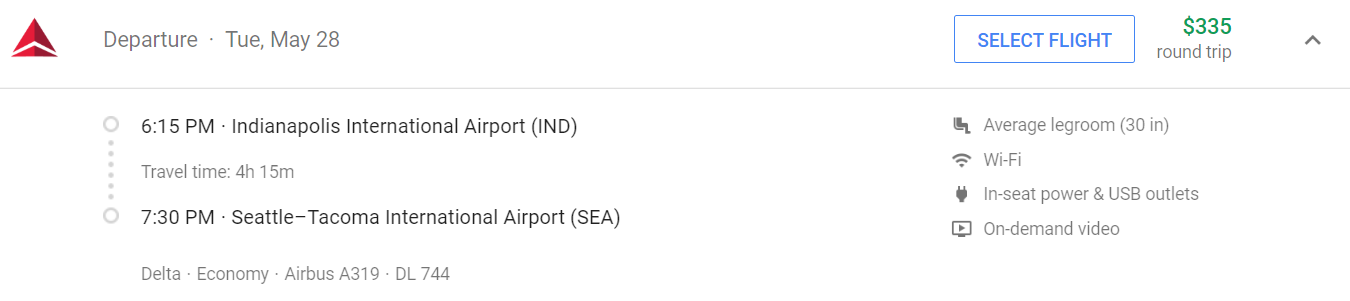 Departure · Tue, May 28
SELECT FLIGHT
$335
round trip
6:15 PM · Indianapolis International Airport (IND)
Travel time: 4h 15m
7:30 PM · Seattle–Tacoma International Airport (SEA)
Delta · Economy · Airbus A319 · DL 744
Average legroom (30 in)
Wi-Fi
In-seat power & USB outlets
On-demand video